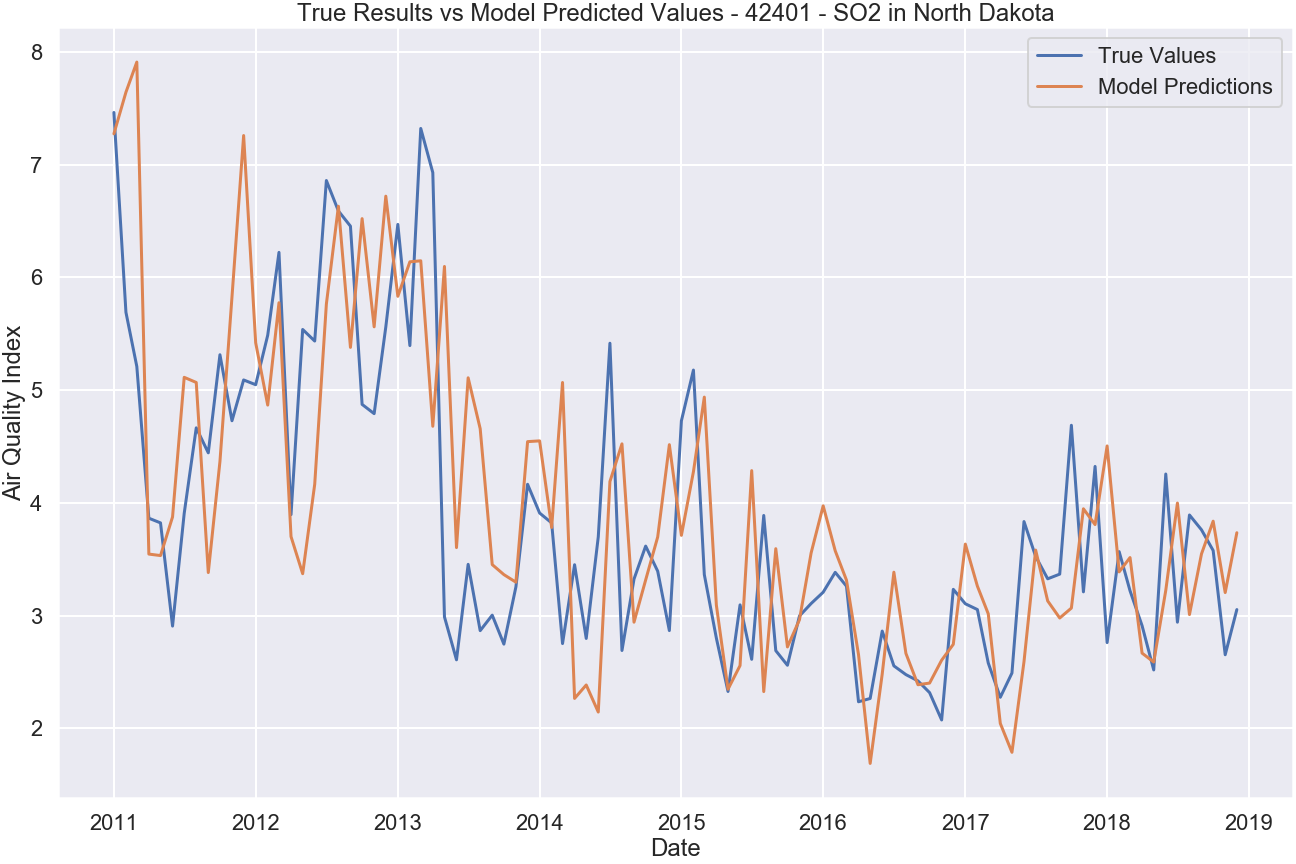 True Results vs Model Predicted Values - 42401 - SO2 in North Dakota
True Values
Model Predictions
Air Quality Index
8
7
6
5
4
3
2
2011 2012 2013 2014 2015 2016 2017 2018 2019
Date